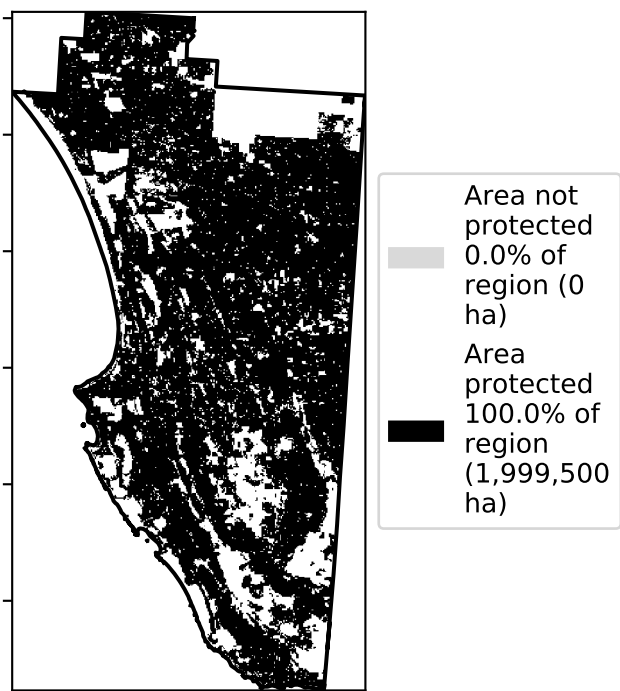 Area not
protected
0.0% of
region (0
ha)
Area
protected
100.0% of
region
(1,999,500
ha)